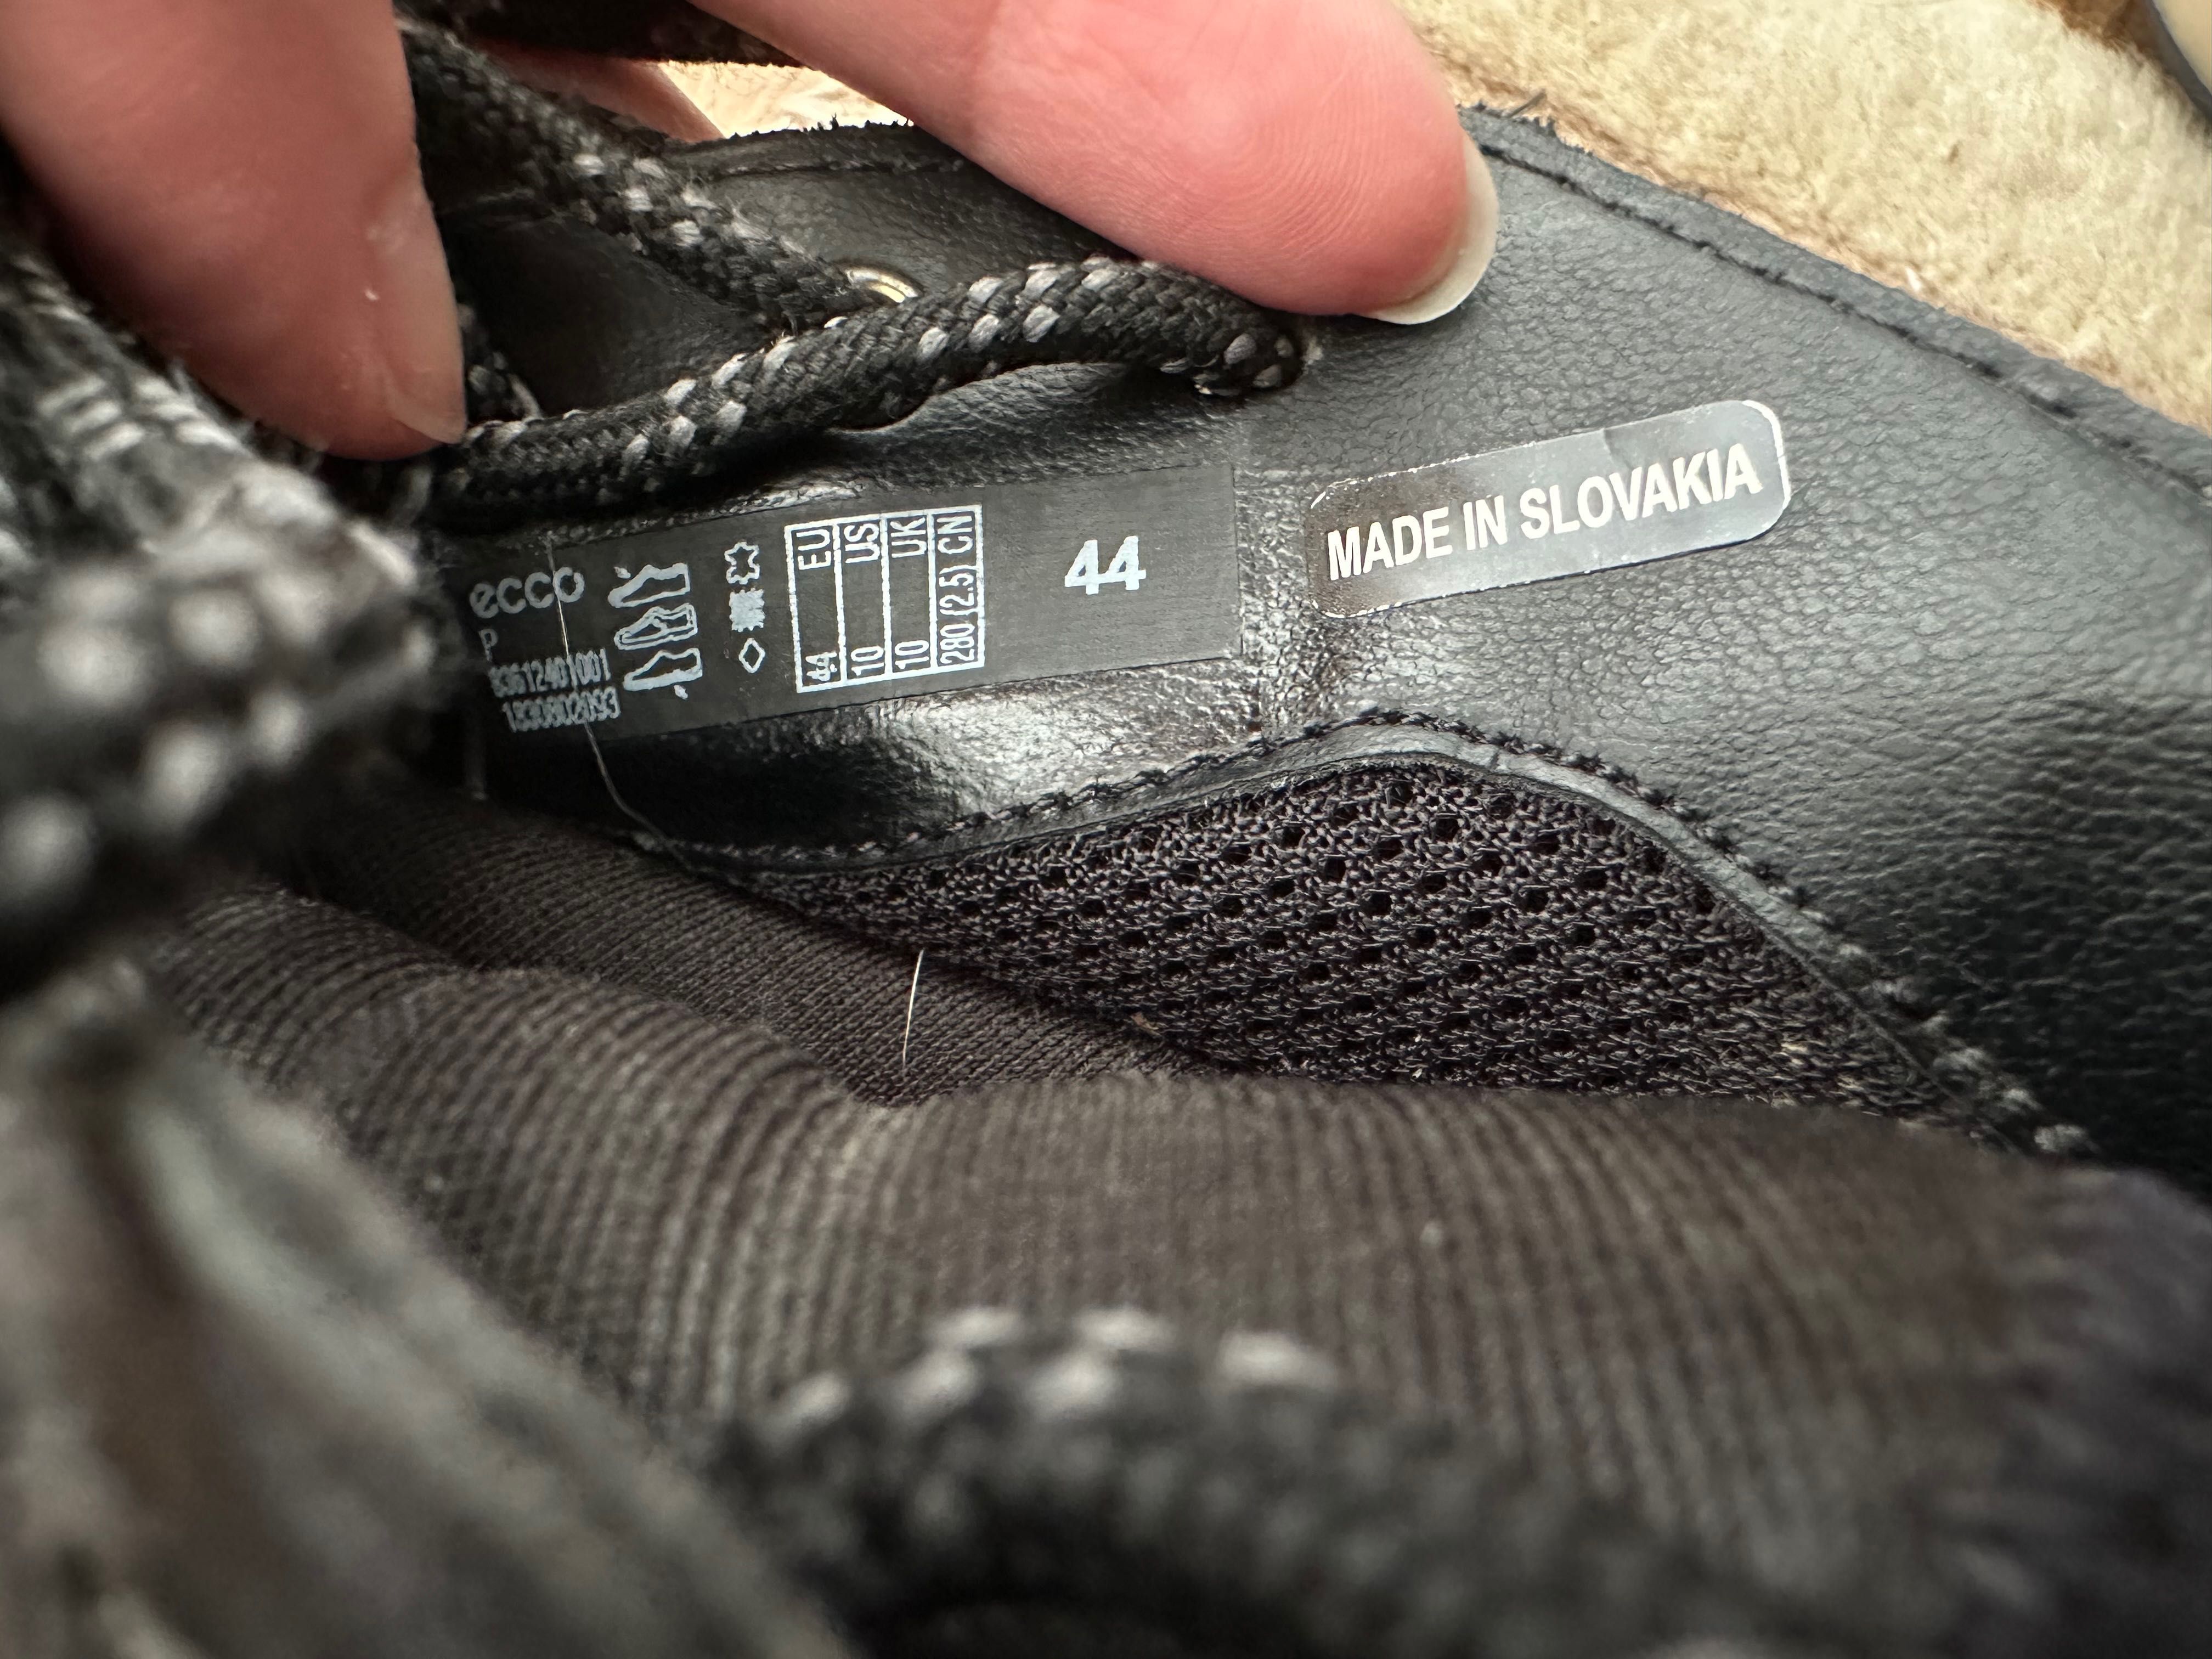 ecco
P
83612401001
1830802093
EU 44
US 10
UK 10
CN 280 (2.5)
44
MADE IN SLOVAKIA